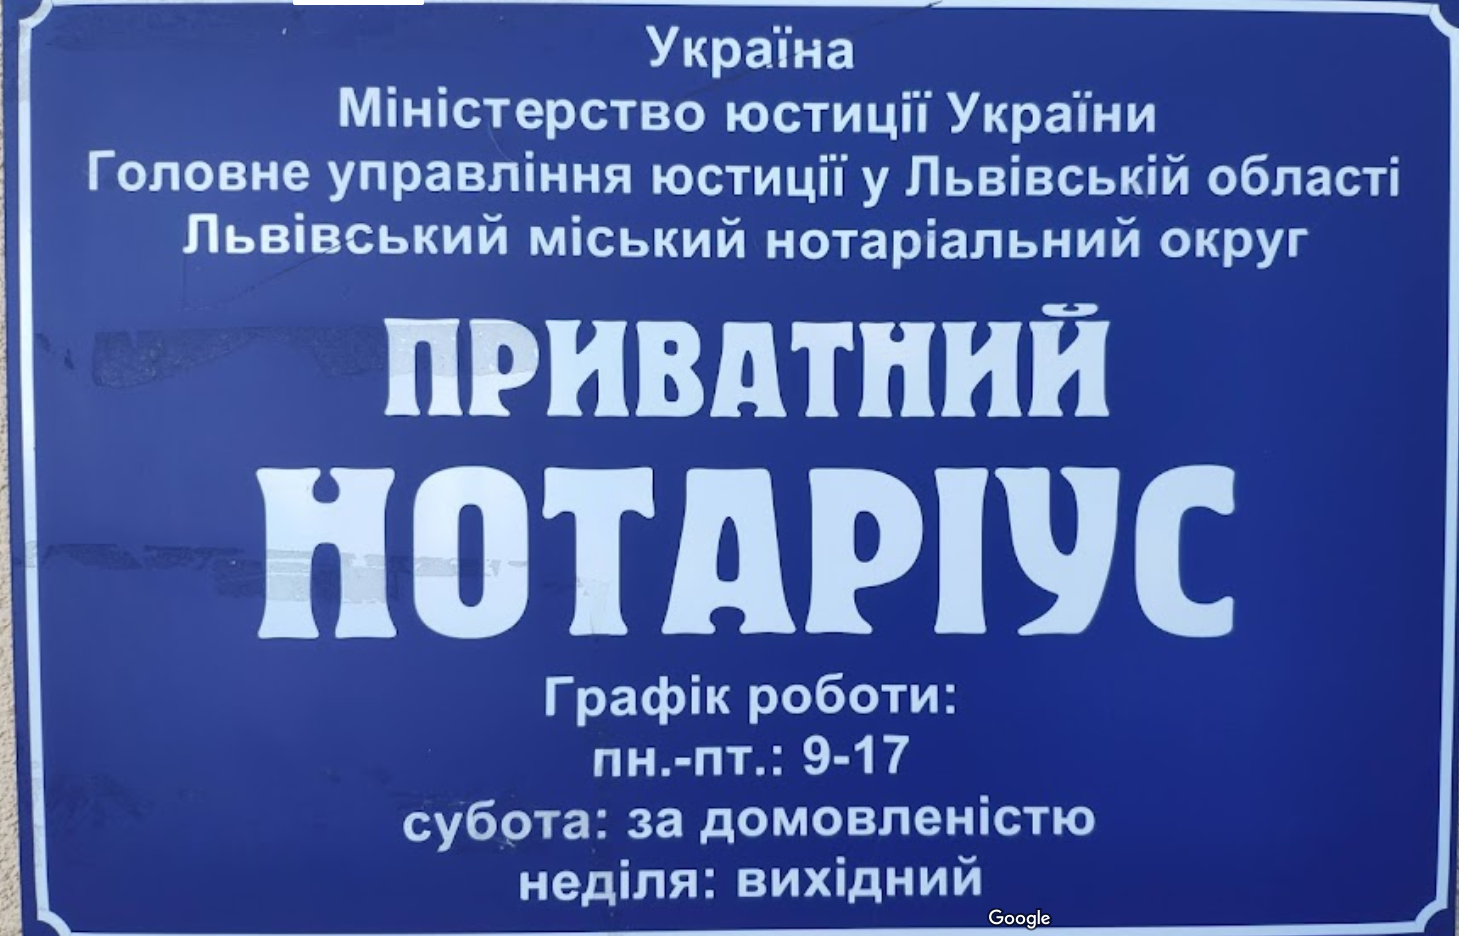 Україна
Міністерство юстиції України
Головне управління юстиції у Львівській області
Львівський міський нотаріальний округ
ПРИВАТНИЙ
НОТАРІУС
Графік роботи:
пн.-пт.: 9-17
субота: за домовленістю
неділя: вихідний
Google